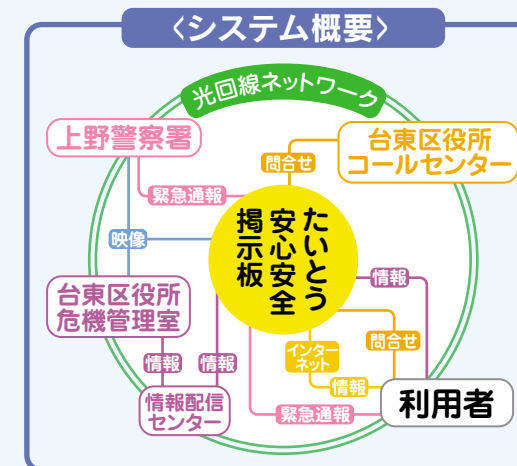 〈システム概要〉
光回線ネットワーク
上野警察署
台東区役所
コールセンター
問合せ
緊急通報
映像
たいとう
安心安全
掲示板
台東区役所
危機管理室
情報
問合せ
インター
ネット
情報
情報
情報
情報配信
センター
緊急通報
利用者